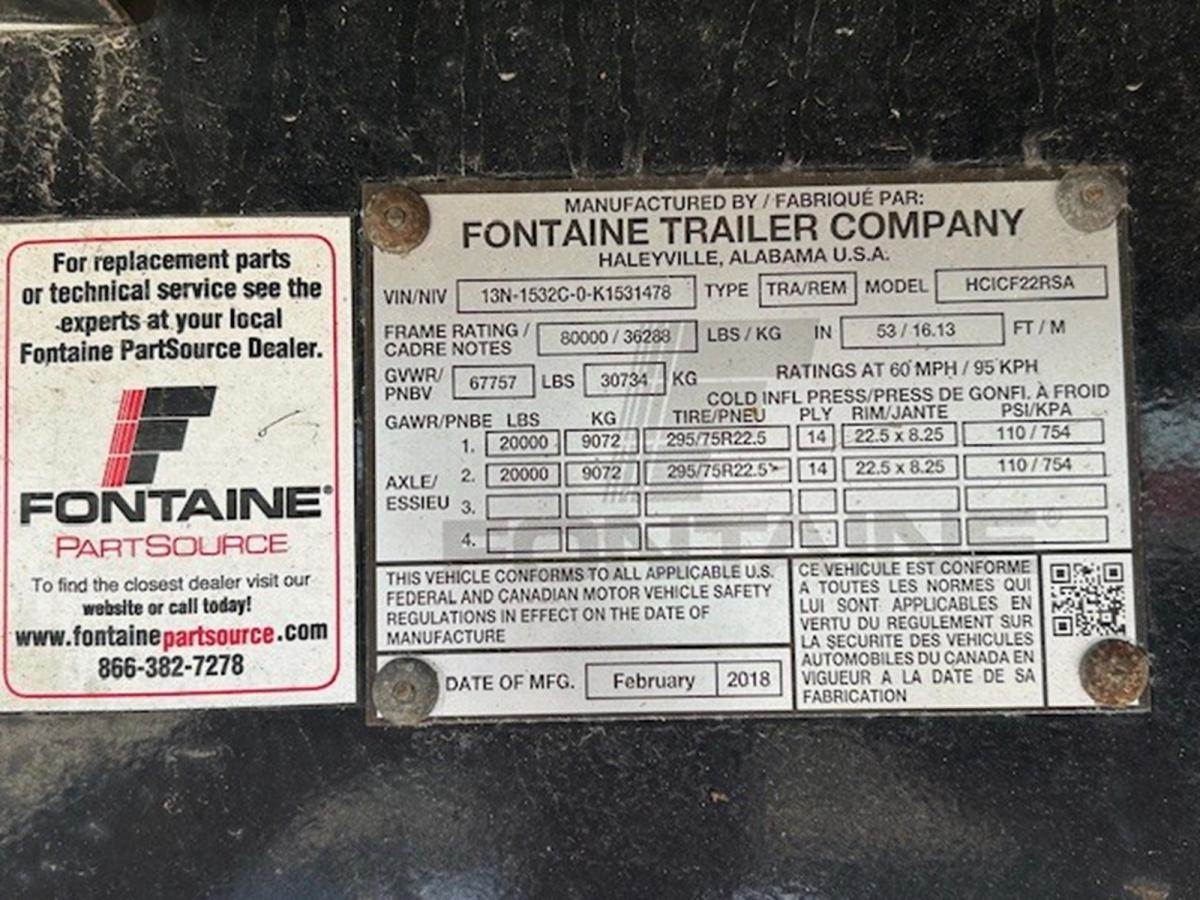 For replacement parts
or technical service see the
experts at your local
Fontaine PartSource Dealer.
FONTAINE®
PARTSOURCE
To find the closest dealer visit our
website or call today!
www.fontainepartsource.com
866-382-7278
MANUFACTURED BY / FABRIQUÉ PAR:
FONTAINE TRAILER COMPANY
HALEYVILLE, ALABAMA U.S.A.
VIN/NIV 13N-1532C-0-K1531478 TYPE TRA/REM MODEL HCICF22RSA
FRAME RATING / CADRE NOTES 80000 / 36288 LBS / KG IN 53 / 16.13 FT / M
GVWR/ PNBV 67757 LBS 30734 KG RATINGS AT 60 MPH / 95 KPH
COLD INFL PRESS/PRESS DE GONFL. À FROID
GAWR/PNBE LBS KG TIRE/PNEU PLY RIM/JANTE PSI/KPA
1. 20000 9072 295/75R22.5 14 22.5 x 8.25 110 / 754
AXLE/ ESSIEU 2. 20000 9072 295/75R22.5 14 22.5 x 8.25 110 / 754
3.
4.
FONTAINE®
THIS VEHICLE CONFORMS TO ALL APPLICABLE U.S.
FEDERAL AND CANADIAN MOTOR VEHICLE SAFETY
REGULATIONS IN EFFECT ON THE DATE OF
MANUFACTURE
DATE OF MFG. February 2018
CE VEHICULE EST CONFORME
A TOUTES LES NORMES QUI
LUI SONT APPLICABLES EN
VERTU DU REGULEMENT SUR
LA SECURITE DES VEHICULES
AUTOMOBILES DU CANADA EN
VIGUEUR A LA DATE DE SA
FABRICATION